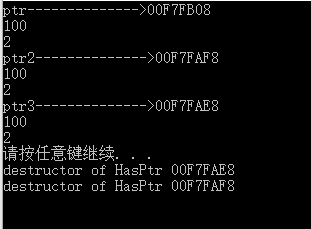 ptr-------------->00F7FB08
100
2
ptr2-------------->00F7FAF8
100
2
ptr3-------------->00F7FAE8
100
2
请按任意键继续. . .
destructor of HasPtr 00F7FAE8
destructor of HasPtr 00F7FAF8